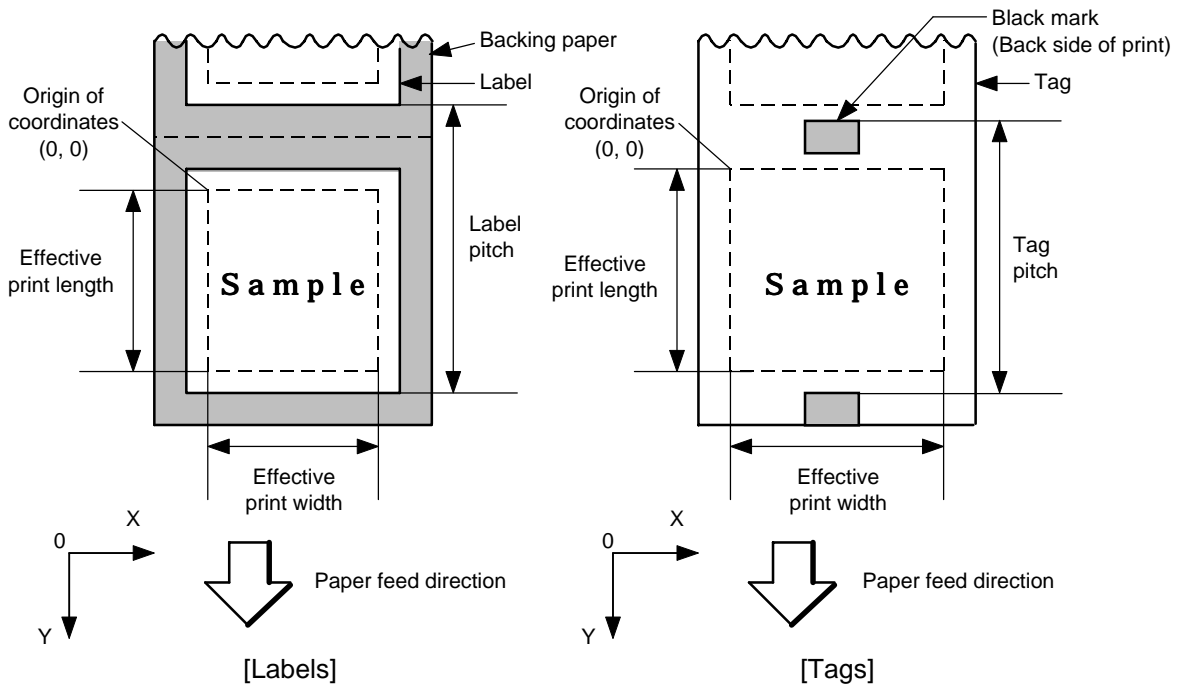 Backing paper
Label
Origin of
coordinates
(0, 0)
Effective
print length
Sample
Label
pitch
Effective
print width
0
X
Y
Paper feed direction
[Labels]
Black mark
(Back side of print)
Tag
Origin of
coordinates
(0, 0)
Effective
print length
Sample
Tag
pitch
Effective
print width
0
X
Y
Paper feed direction
[Tags]